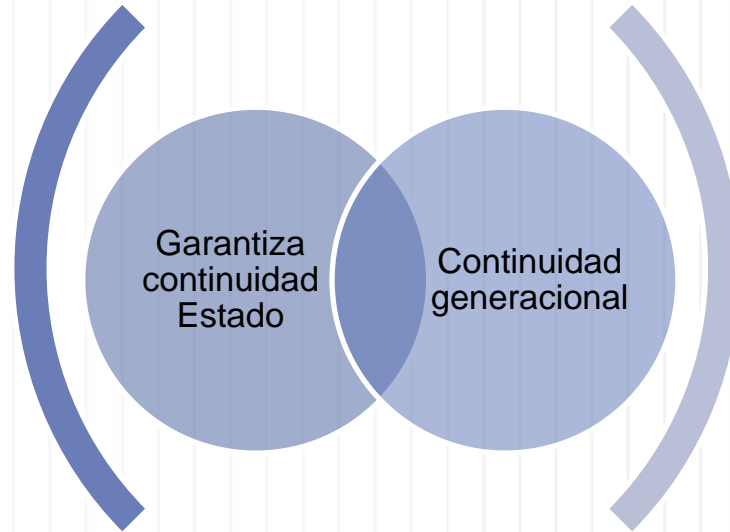 Garantiza
continuidad
Estado
Continuidad
generacional